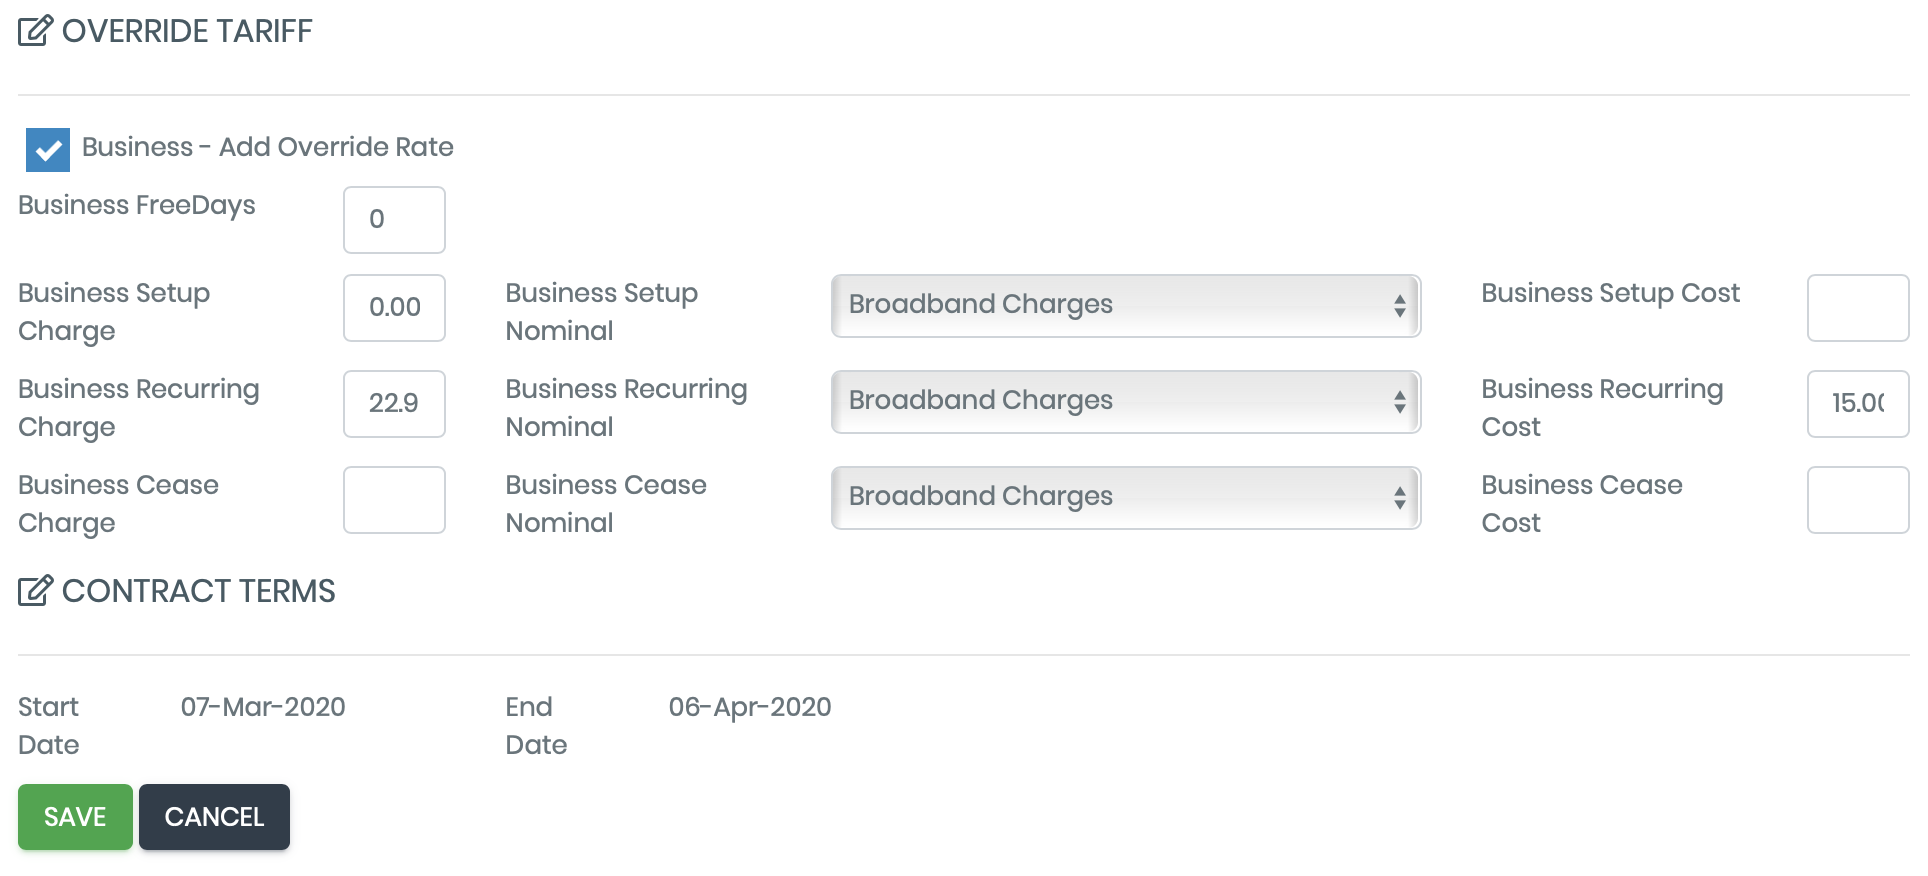 OVERRIDE TARIFF
Business - Add Override Rate
Business FreeDays 0
Business Setup Charge 0.00 Business Setup Nominal Broadband Charges Business Setup Cost
Business Recurring Charge 22.9 Business Recurring Nominal Broadband Charges Business Recurring Cost 15.00
Business Cease Charge Business Cease Nominal Broadband Charges Business Cease Cost
CONTRACT TERMS
Start Date 07-Mar-2020 End Date 06-Apr-2020
SAVE CANCEL